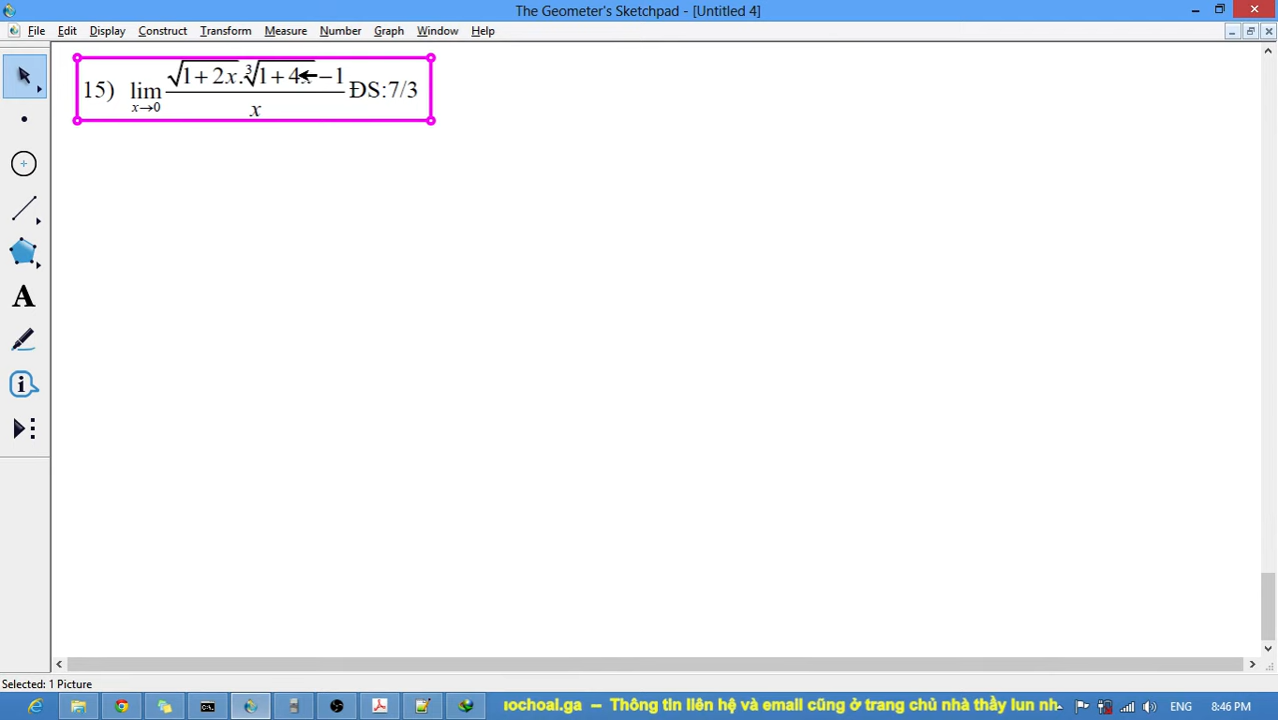 The Geometer's Sketchpad - [Untitled 4]
File Edit Display Construct Transform Measure Number Graph Window Help
15) lim x→0 (√(1+2x).∛(1+4x) −1)/x ĐS:7/3
A
i
Selected: 1 Picture
iochoai.ga – Thông tin liên hệ và email cũng ở trang chủ nhà thầy lun nh
ENG 8:46 PM